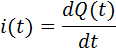 i(t) = dQ(t)/dt